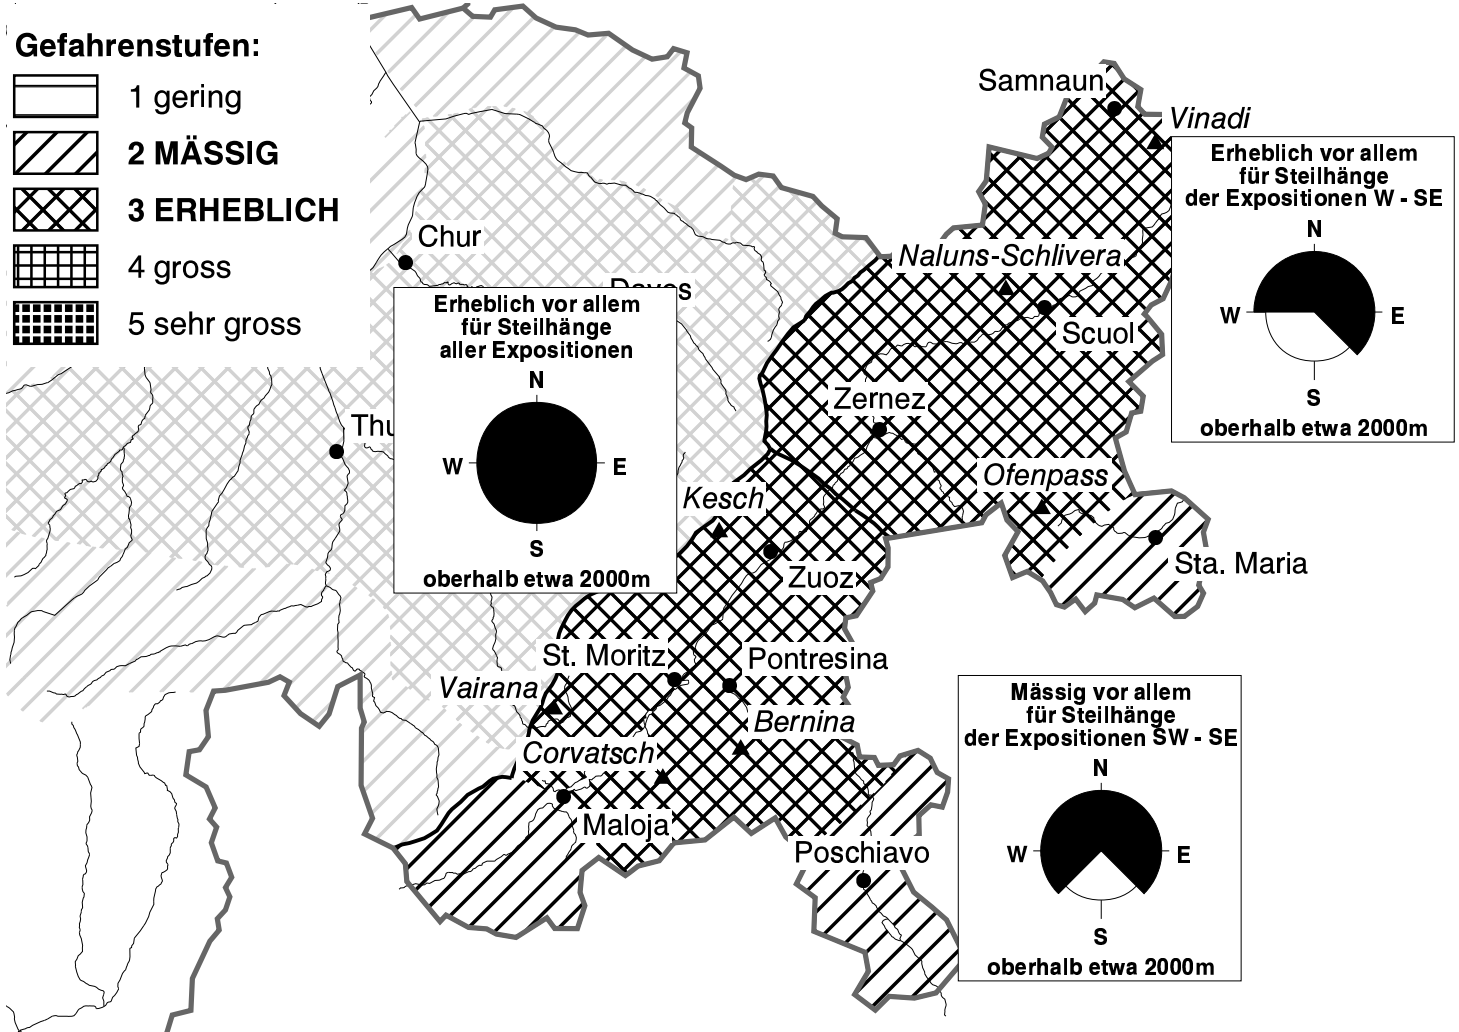 Gefahrenstufen:
1 gering
2 MÄSSIG
3 ERHEBLICH
4 gross
5 sehr gross
Samnaun
Vinadi
Erheblich vor allem
für Steilhänge
der Expositionen W - SE
N
W E
S
oberhalb etwa 2000m
Chur
Naluns-Schlivera
Davos
Scuol
Erheblich vor allem
für Steilhänge
aller Expositionen
N
W E
S
oberhalb etwa 2000m
Zernez
Thu
Ofenpass
Kesch
Sta. Maria
Zuoz
St. Moritz
Pontresina
Vairana
Bernina
Corvatsch
Maloja
Poschiavo
Mässig vor allem
für Steilhänge
der Expositionen SW - SE
N
W E
S
oberhalb etwa 2000m